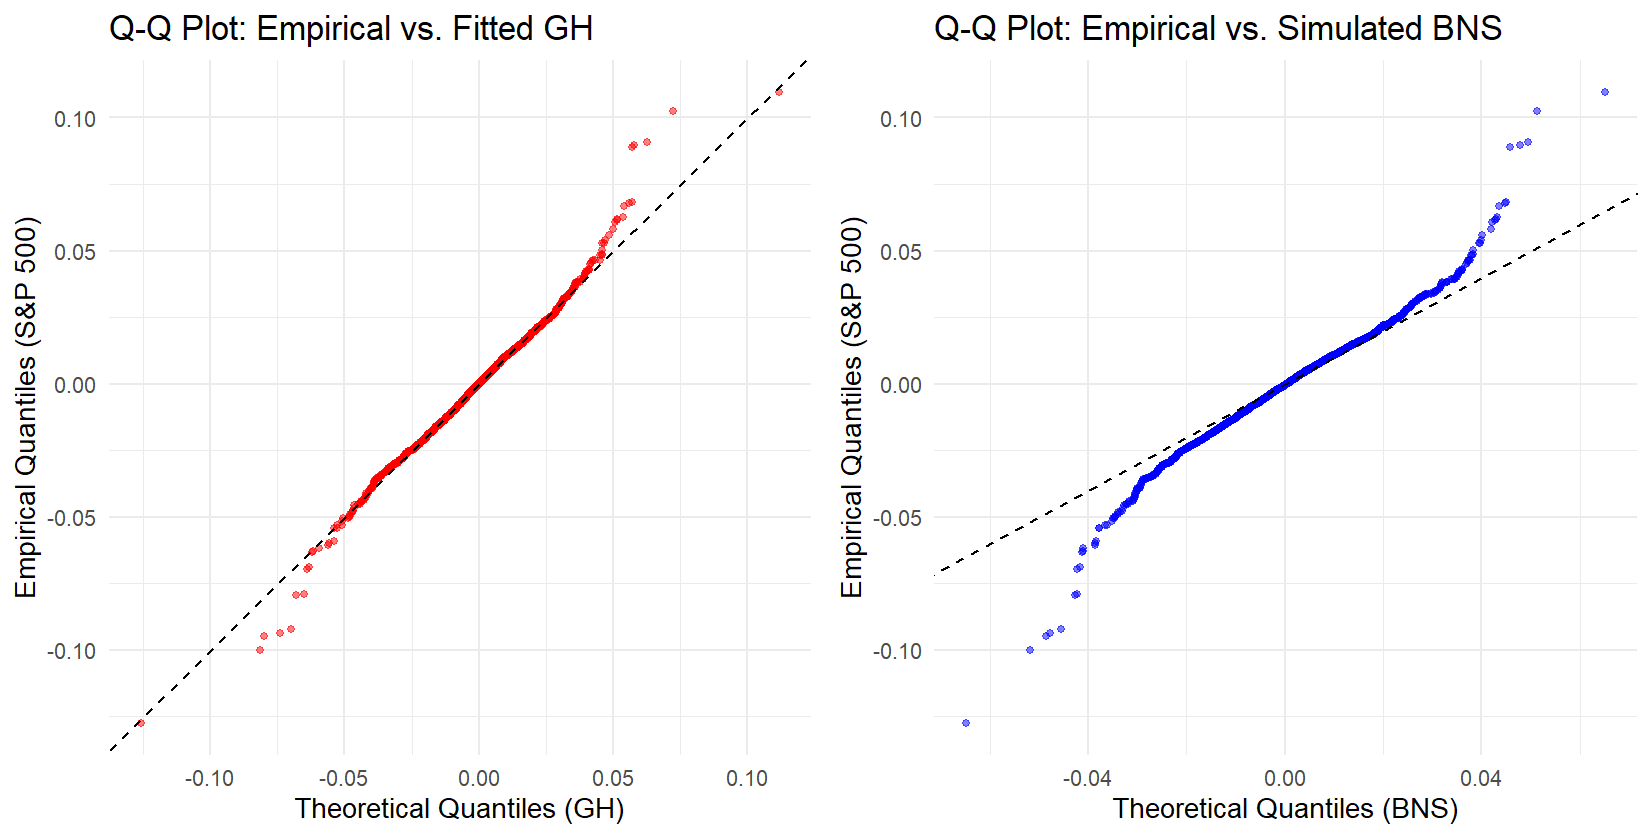 Q-Q Plot: Empirical vs. Fitted GH
Empirical Quantiles (S&P 500)
0.10
0.05
0.00
-0.05
-0.10
-0.10 -0.05 0.00 0.05 0.10
Theoretical Quantiles (GH)
Q-Q Plot: Empirical vs. Simulated BNS
Empirical Quantiles (S&P 500)
0.10
0.05
0.00
-0.05
-0.10
-0.04 0.00 0.04
Theoretical Quantiles (BNS)